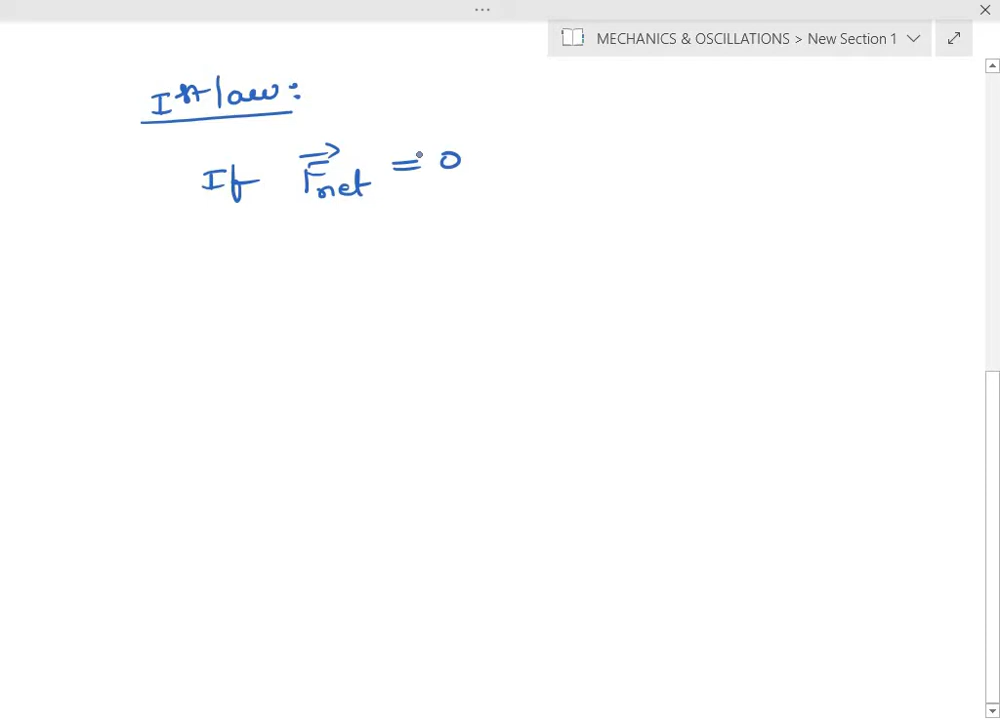 ...
MECHANICS & OSCILLATIONS > New Section 1
Ist law:
If F⃗net = 0